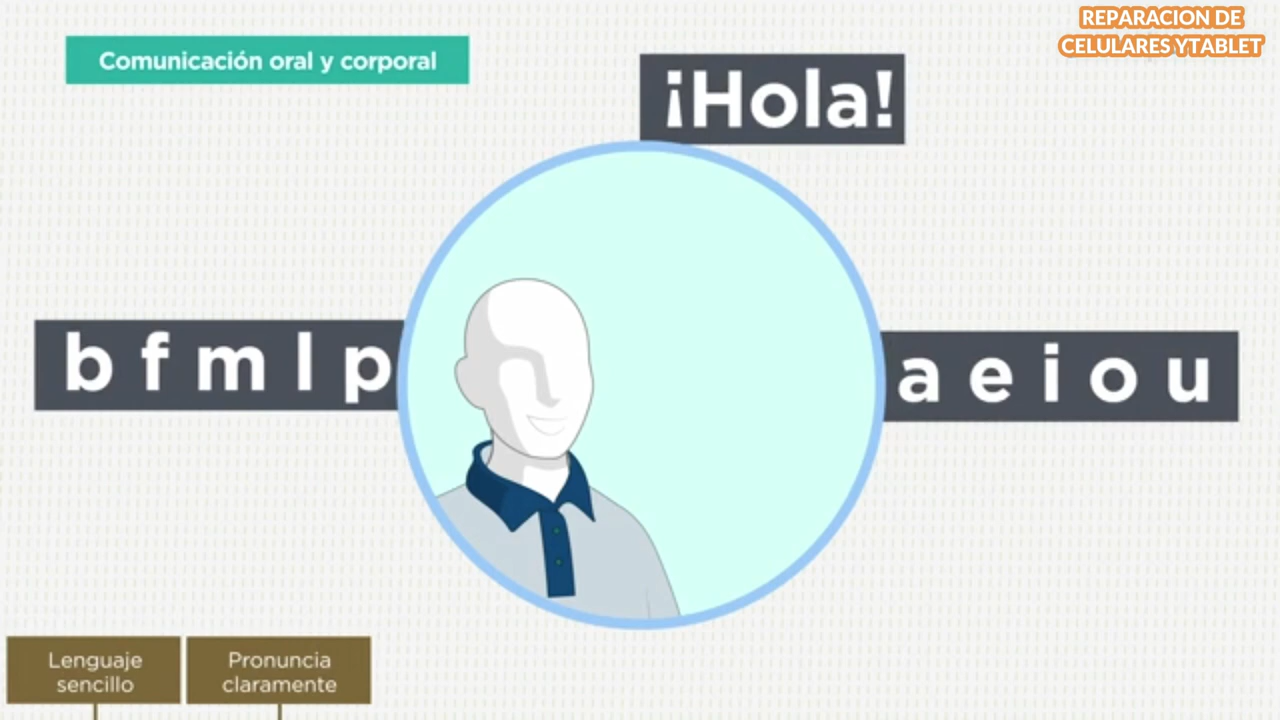 REPARACION DE
CELULARES YTABLET
Comunicación oral y corporal
¡Hola!
b f m l p
a e i o u
Lenguaje
sencillo
Pronuncia
claramente